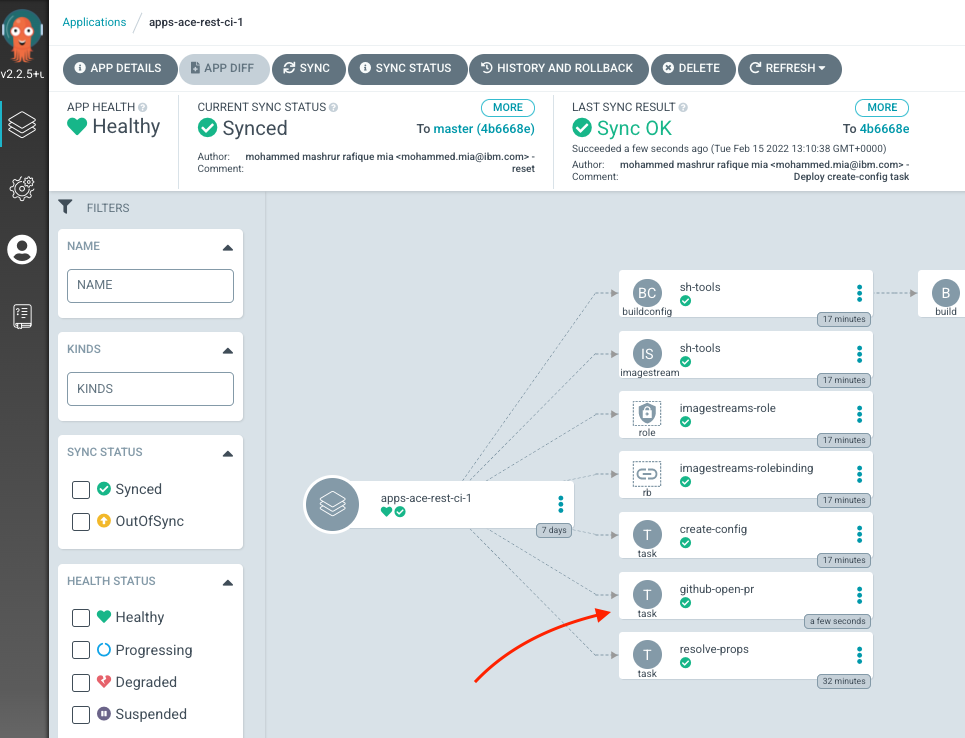 v2.2.5+u
Applications / apps-ace-rest-ci-1
APP DETAILS
APP DIFF
SYNC
SYNC STATUS
HISTORY AND ROLLBACK
DELETE
REFRESH
APP HEALTH
Healthy
CURRENT SYNC STATUS
MORE
Synced
To master (4b6668e)
Author: mohammed mashrur rafique mia <mohammed.mia@ibm.com> -
Comment: reset
LAST SYNC RESULT
MORE
Sync OK
To 4b6668e
Succeeded a few seconds ago (Tue Feb 15 2022 13:10:38 GMT+0000)
Author: mohammed mashrur rafique mia <mohammed.mia@ibm.com> -
Comment: Deploy create-config task
FILTERS
NAME
NAME
KINDS
KINDS
SYNC STATUS
Synced
OutOfSync
HEALTH STATUS
Healthy
Progressing
Degraded
Suspended
apps-ace-rest-ci-1
7 days
BC
buildconfig
sh-tools
17 minutes
B
build
IS
imagestream
sh-tools
17 minutes
role
imagestreams-role
17 minutes
rb
imagestreams-rolebinding
17 minutes
T
task
create-config
17 minutes
T
task
github-open-pr
a few seconds
T
task
resolve-props
32 minutes